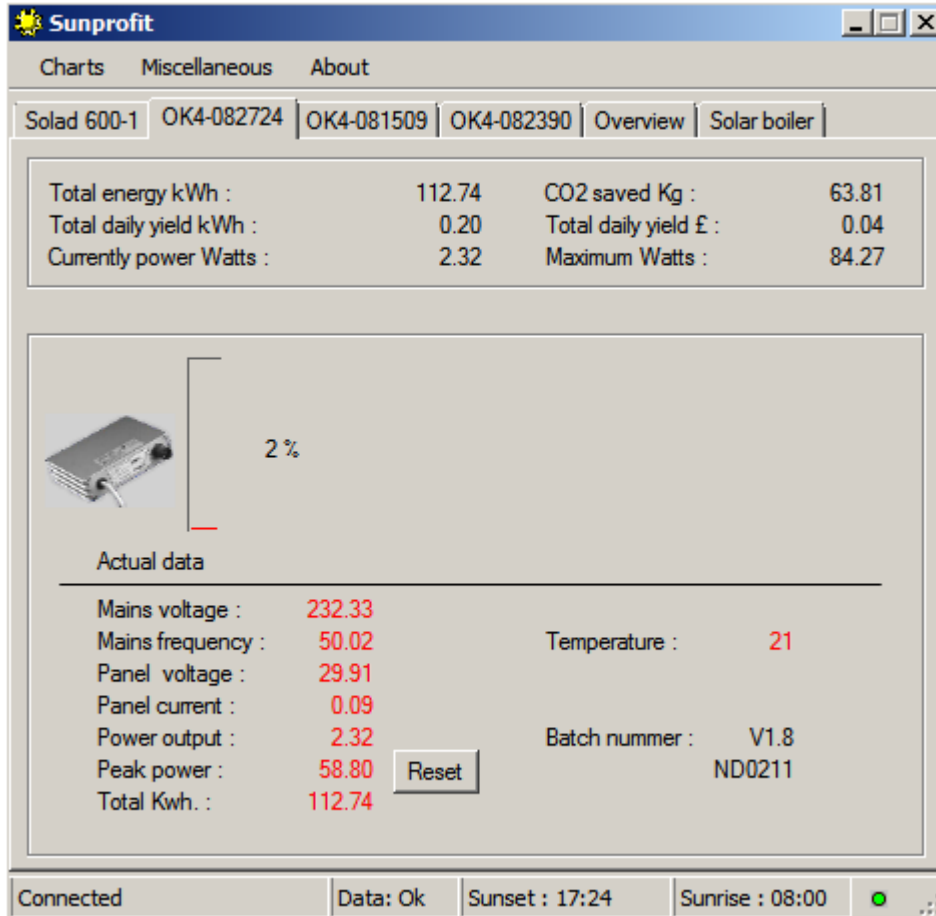 Sunprofit
Charts Miscellaneous About
Solad 600-1 OK4-082724 OK4-081509 OK4-082390 Overview Solar boiler
Total energy kWh : 112.74 CO2 saved Kg : 63.81
Total daily yield kWh : 0.20 Total daily yield £ : 0.04
Currently power Watts : 2.32 Maximum Watts : 84.27
2 %
Actual data
Mains voltage : 232.33
Mains frequency : 50.02 Temperature : 21
Panel voltage : 29.91
Panel current : 0.09
Power output : 2.32 Batch nummer : V1.8
Peak power : 58.80 Reset ND0211
Total Kwh. : 112.74
Connected Data: Ok Sunset : 17:24 Sunrise : 08:00